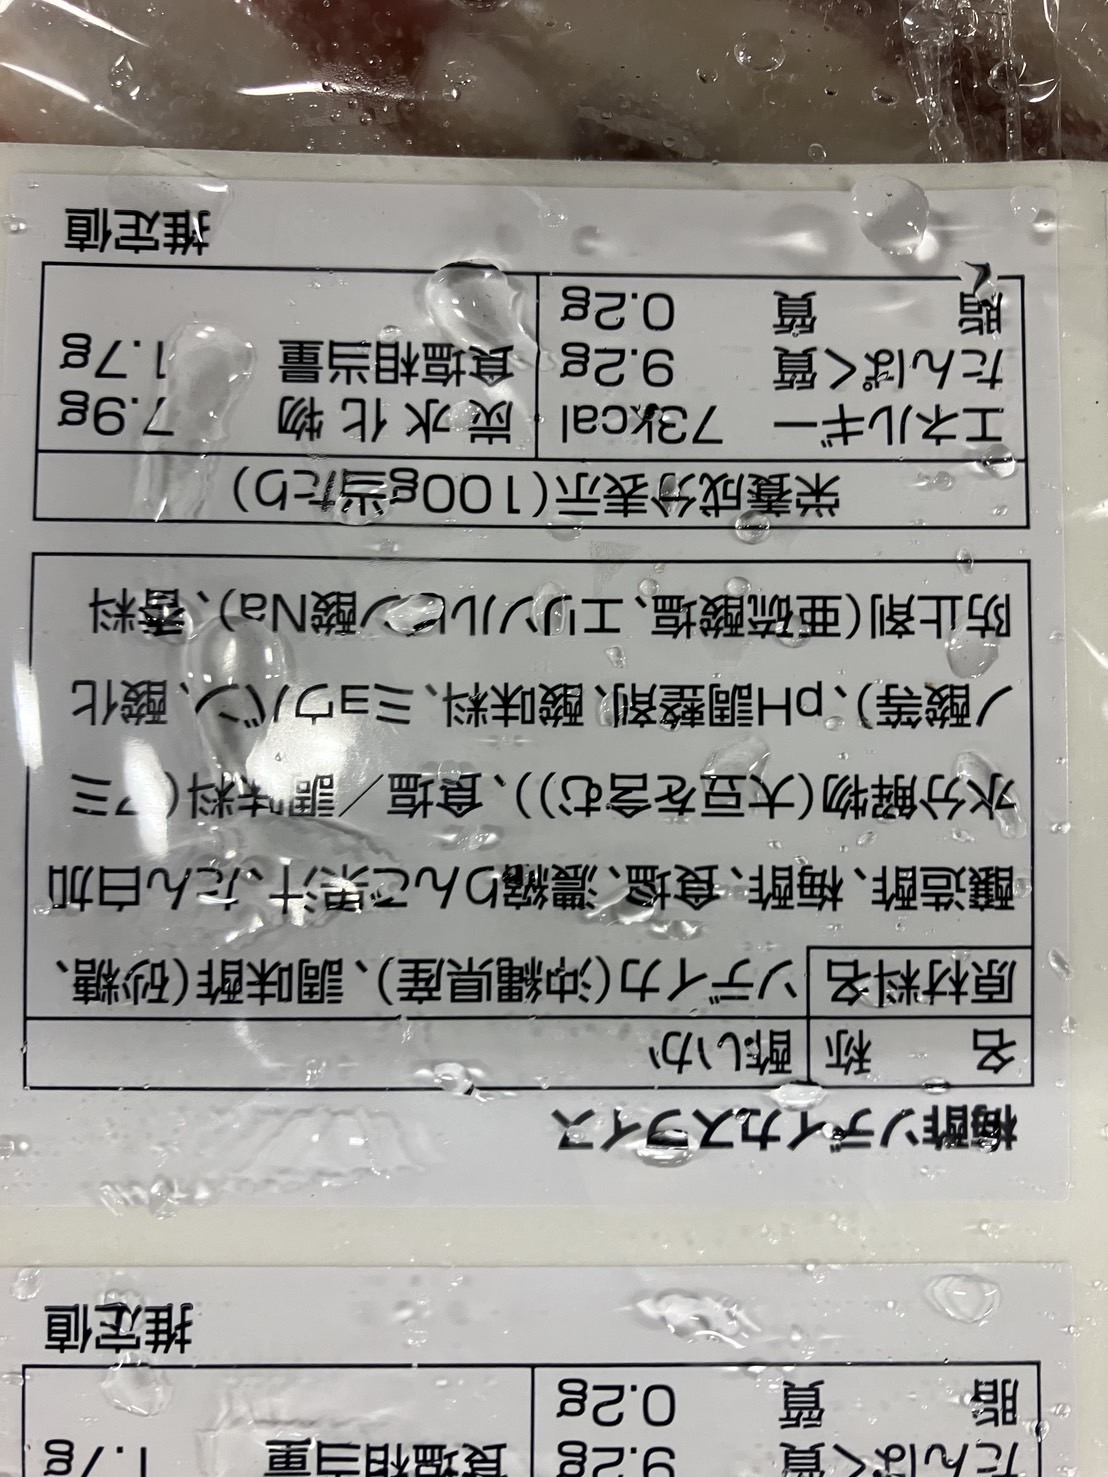 梅酢ソデイカスライス
名 称 酢いか
原材料名 ソデイカ(沖縄県産)、調味酢(砂糖、
醸造酢、梅酢、食塩、濃縮りんご果汁、たん白加
水分解物(大豆を含む))、食塩/調味料(アミ
ノ酸等)、pH調整剤、酸味料、ミョウバン、酸化
防止剤(亜硫酸塩、エリソルビン酸Na)、香料
栄養成分表示(100g当たり)
エネルギー 73kcal 炭水化物 7.9g
たんぱく質 9.2g 食塩相当量 1.7g
脂質 0.2g
推定値
たんぱく質 9.2g 食塩相当量 1.7g
脂質 0.2g
推定値